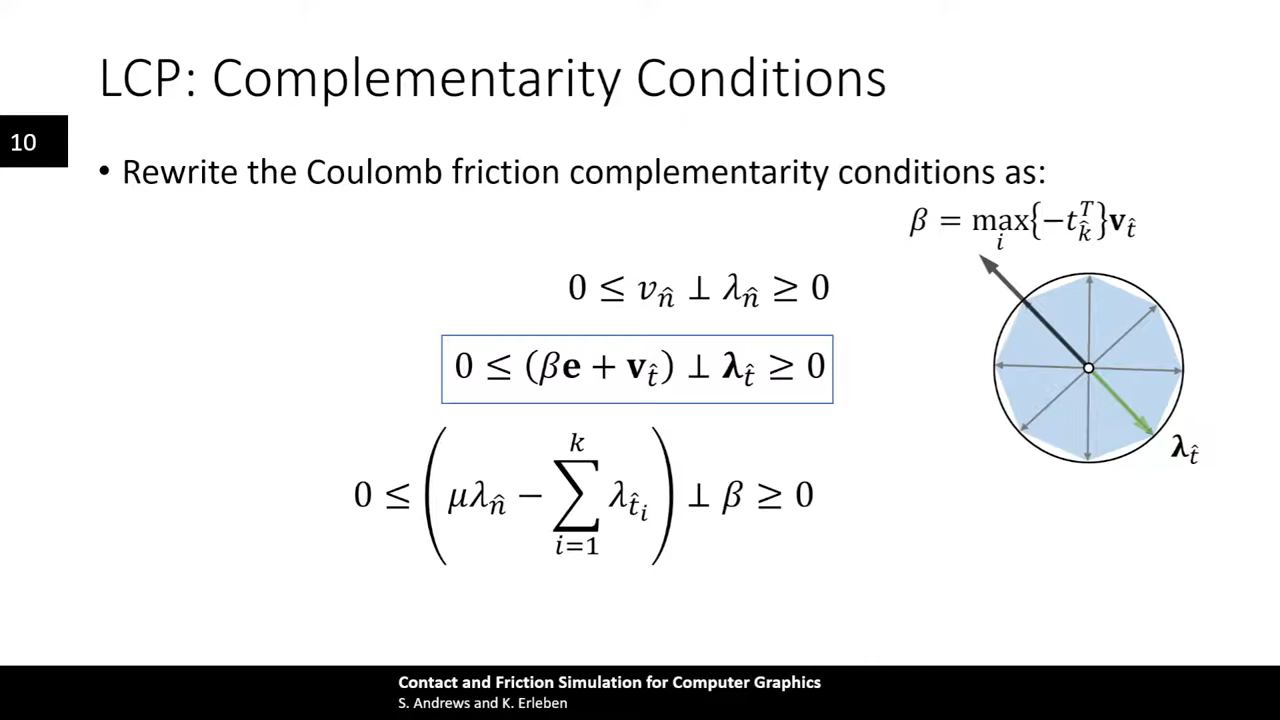 LCP: Complementarity Conditions
10
• Rewrite the Coulomb friction complementarity conditions as:
β = max{−t_k̂^T}v_t̂
i
0 ≤ v_n̂ ⊥ λ_n̂ ≥ 0
0 ≤ (βe + v_t̂) ⊥ λ_t̂ ≥ 0
λ_t̂
0 ≤ (μλ_n̂ − ∑_{i=1}^{k} λ_t̂_i) ⊥ β ≥ 0
Contact and Friction Simulation for Computer Graphics
S. Andrews and K. Erleben